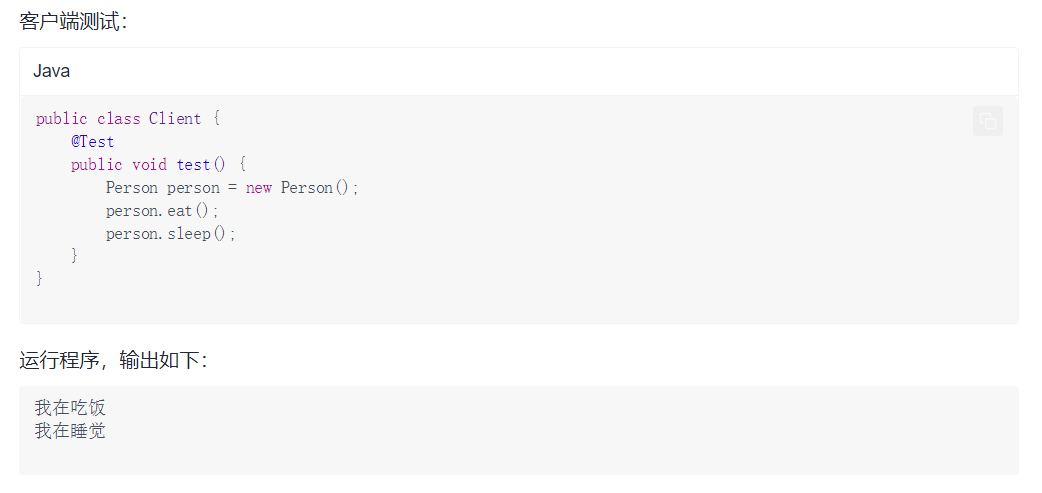 客户端测试：
Java
public class Client {
    @Test
    public void test() {
        Person person = new Person();
        person.eat();
        person.sleep();
    }
}
运行程序，输出如下：
我在吃饭
我在睡觉